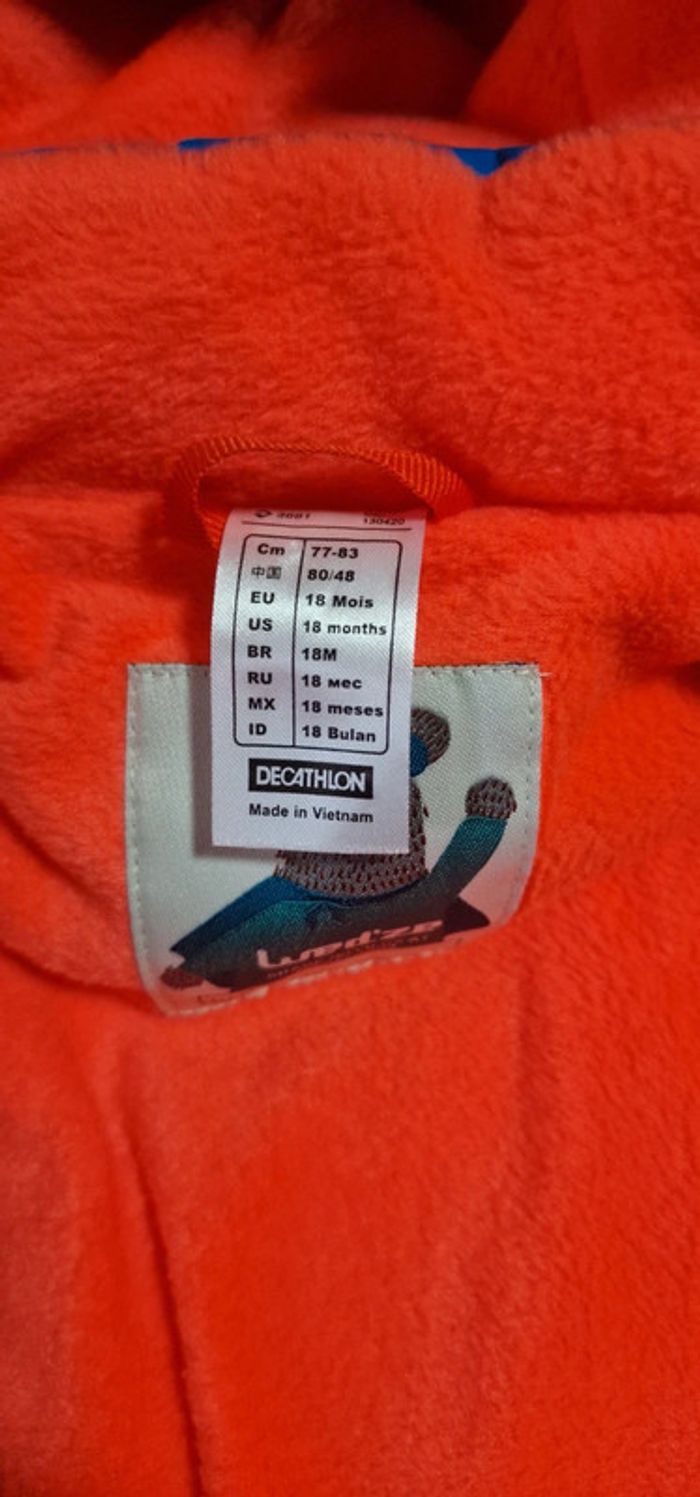 130420
Cm 77-83
中国 80/48
EU 18 Mois
US 18 months
BR 18M
RU 18 мес
MX 18 meses
ID 18 Bulan
DECATHLON
Made in Vietnam
Wed'ze